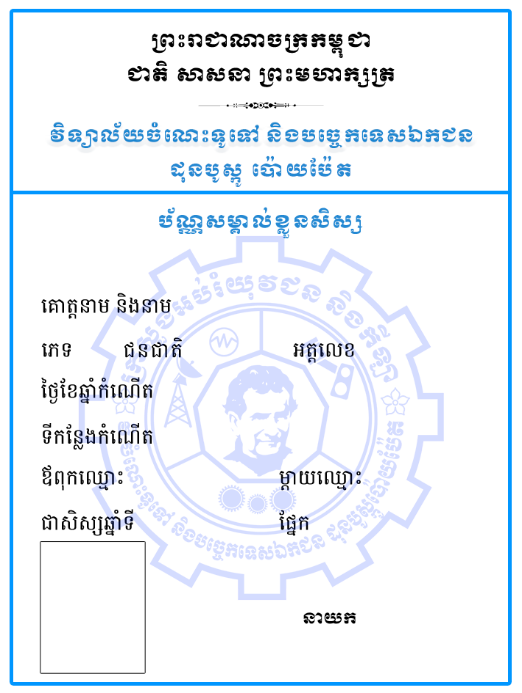 ព្រះរាជាណាចក្រកម្ពុជា
ជាតិ សាសនា ព្រះមហាក្សត្រ
វិទ្យាល័យចំណេះទូទៅ និងបច្ចេកទេសឯកជន
ដុនបូស្កូ ប៉ោយប៉ែត
ប័ណ្ណសម្គាល់ខ្លួនសិស្ស
គោត្តនាម និងនាម
ភេទ ជនជាតិ អត្តលេខ
ថ្ងៃខែឆ្នាំកំណើត
ទីកន្លែងកំណើត
ឪពុកឈ្មោះ ម្ដាយឈ្មោះ
ជាសិស្សឆ្នាំទី ផ្នែក
នាយក